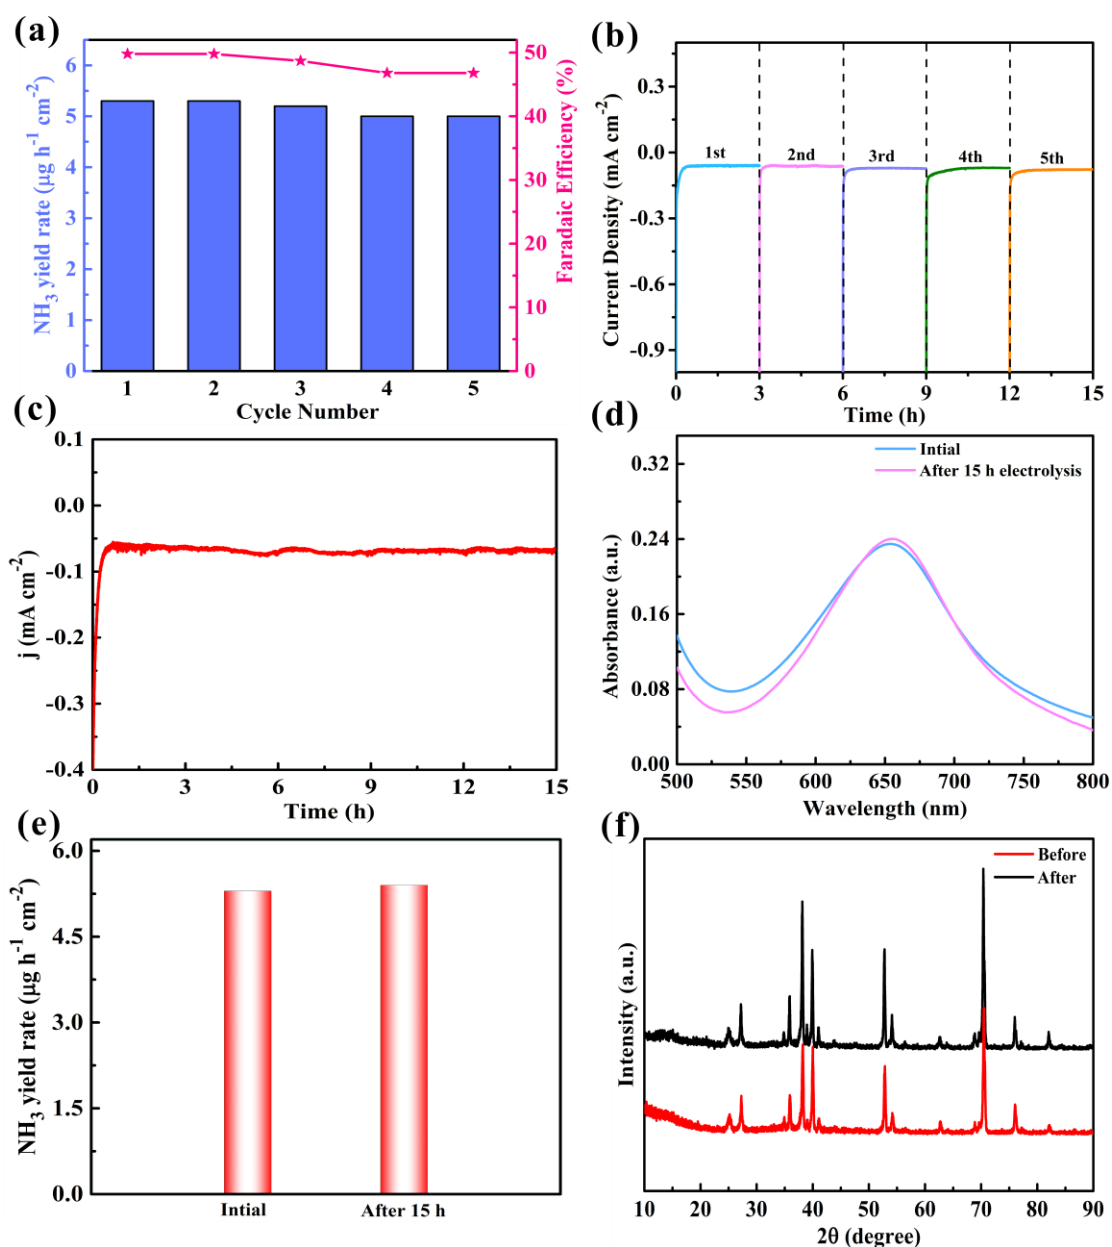 (a)
NH3 yield rate (μg h-1 cm-2)
6
5
4
3
2
1
0
50
40
30
20
10
0
Faradaic Efficiency (%)
1 2 3 4 5
Cycle Number
(b)
Current Density (mA cm-2)
0.3
0.0
-0.3
-0.6
-0.9
1st 2nd 3rd 4th 5th
0 3 6 9 12 15
Time (h)
(c)
j (mA cm-2)
0.1
0.0
-0.1
-0.2
-0.3
-0.4
0 3 6 9 12 15
Time (h)
(d)
Absorbance (a.u.)
0.32
0.24
0.16
0.08
0.00
Intial
After 15 h electrolysis
500 550 600 650 700 750 800
Wavelength (nm)
(e)
NH3 yield rate (μg h-1 cm-2)
6.0
4.5
3.0
1.5
0.0
Intial After 15 h
(f)
Intensity (a.u.)
Before
After
10 20 30 40 50 60 70 80 90
2θ (degree)